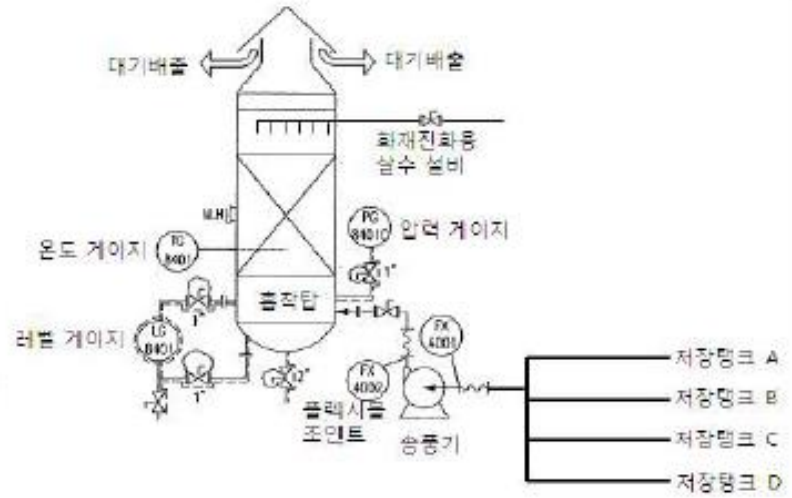 대기배출
대기배출
화재진화용
살수 설비
M.H
PG
8401C
압력 게이지
온도 게이지
TG
8401
1"
흡착탑
1"
레벨 게이지
LG
8401
1"
2"
FX
4001
FX
4002
플렉시블
조인트
송풍기
저장탱크 A
저장탱크 B
저장탱크 C
저장탱크 D